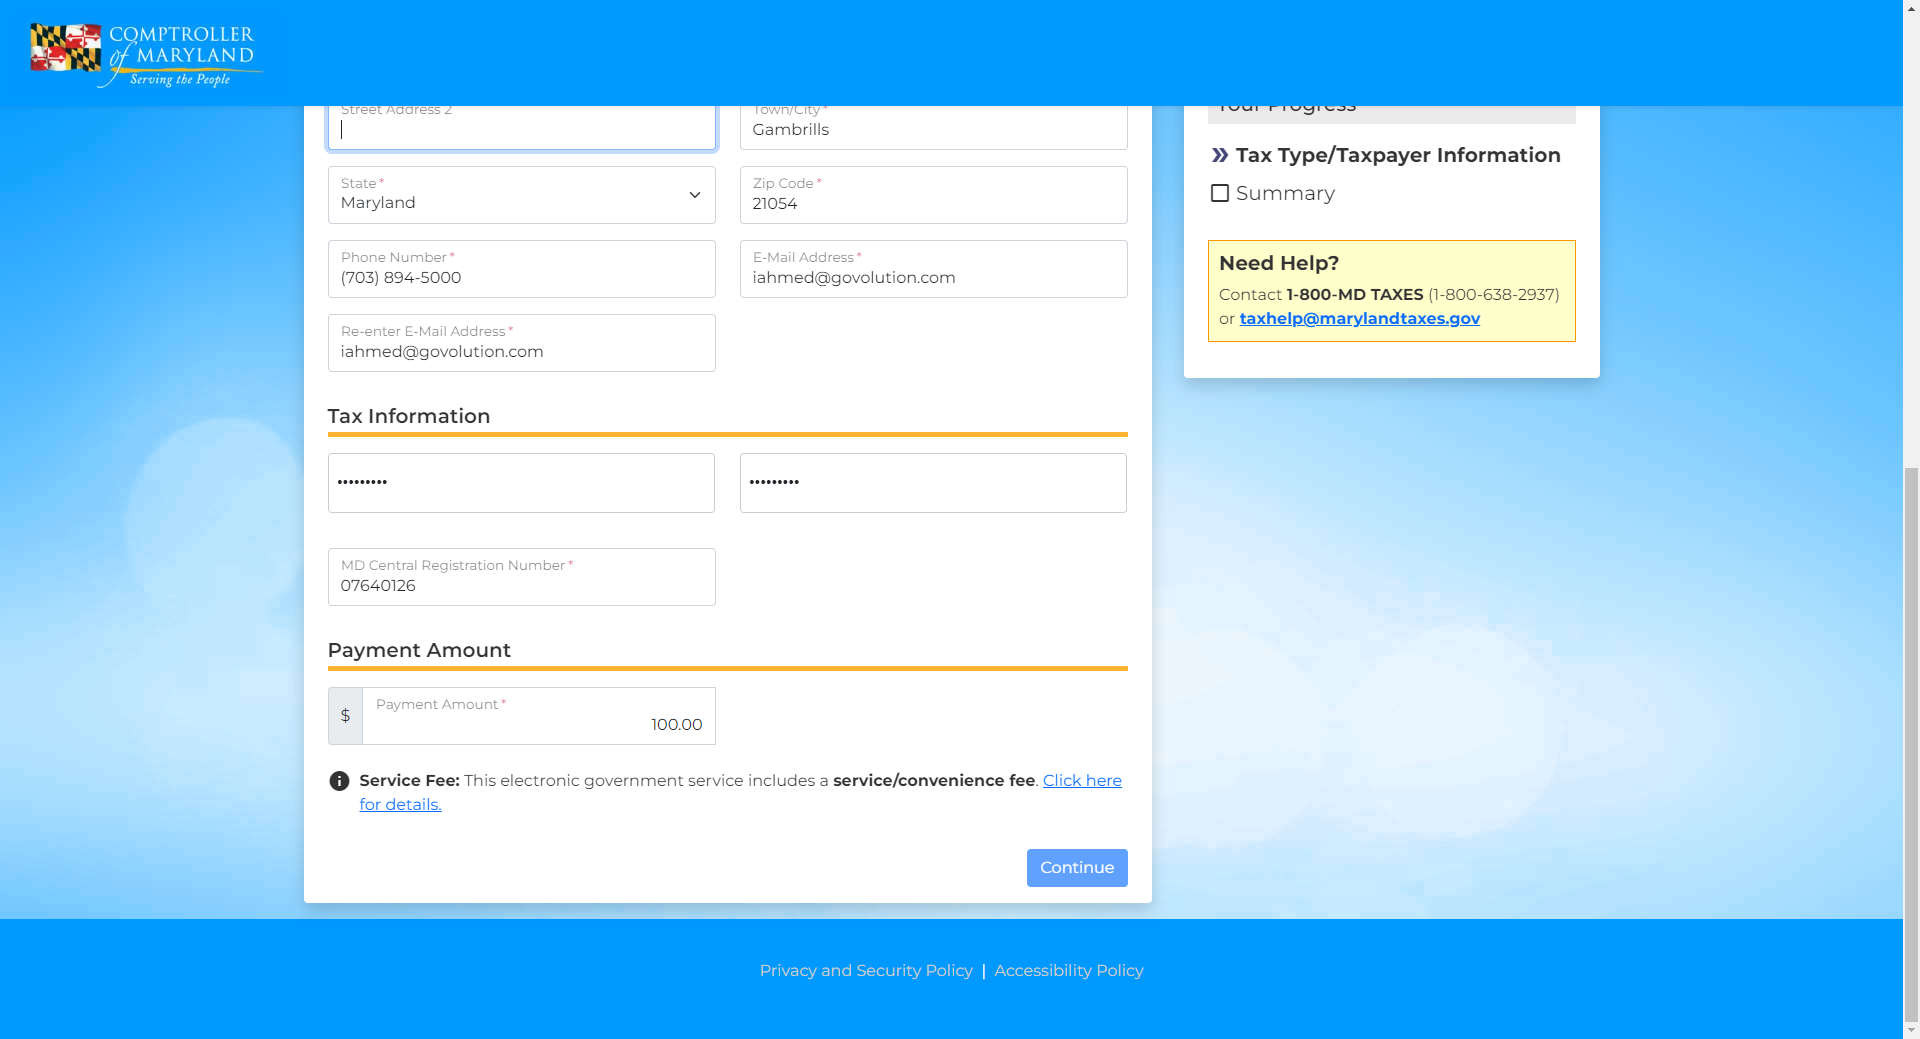 COMPTROLLER
of MARYLAND
Serving the People
Street Address 2
Town/City *
Gambrills
State *
Maryland
Zip Code *
21054
Phone Number *
(703) 894-5000
E-Mail Address *
iahmed@govolution.com
Re-enter E-Mail Address *
iahmed@govolution.com
Tax Information
•••••••••
•••••••••
MD Central Registration Number *
07640126
Payment Amount
$
Payment Amount *
100.00
Service Fee: This electronic government service includes a service/convenience fee. Click here
for details.
Continue
Your Progress
Tax Type/Taxpayer Information
Summary
Need Help?
Contact 1-800-MD TAXES (1-800-638-2937)
or taxhelp@marylandtaxes.gov
Privacy and Security Policy | Accessibility Policy